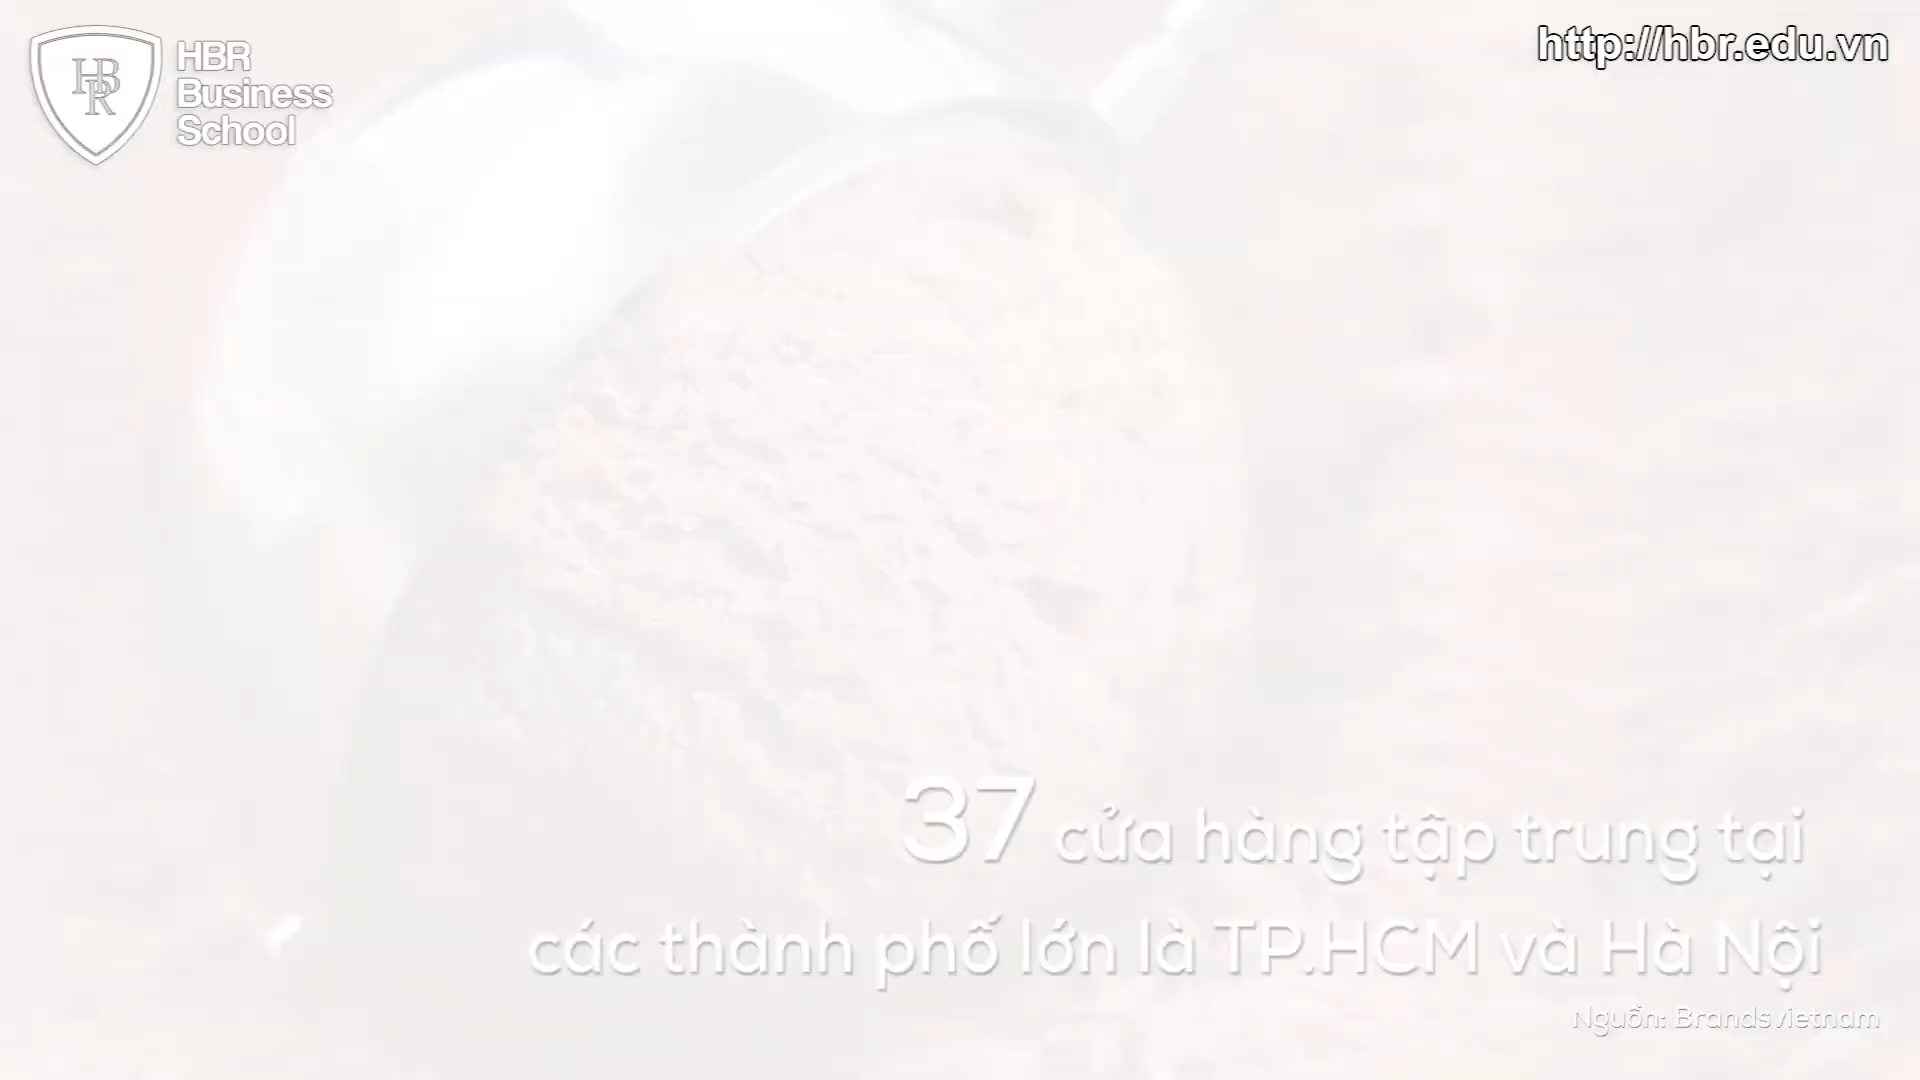 HBR
Business
School
HBR
http://hbr.edu.vn
37 cửa hàng tập trung tại
các thành phố lớn là TP.HCM và Hà Nội
Nguồn: Brandsvietnam